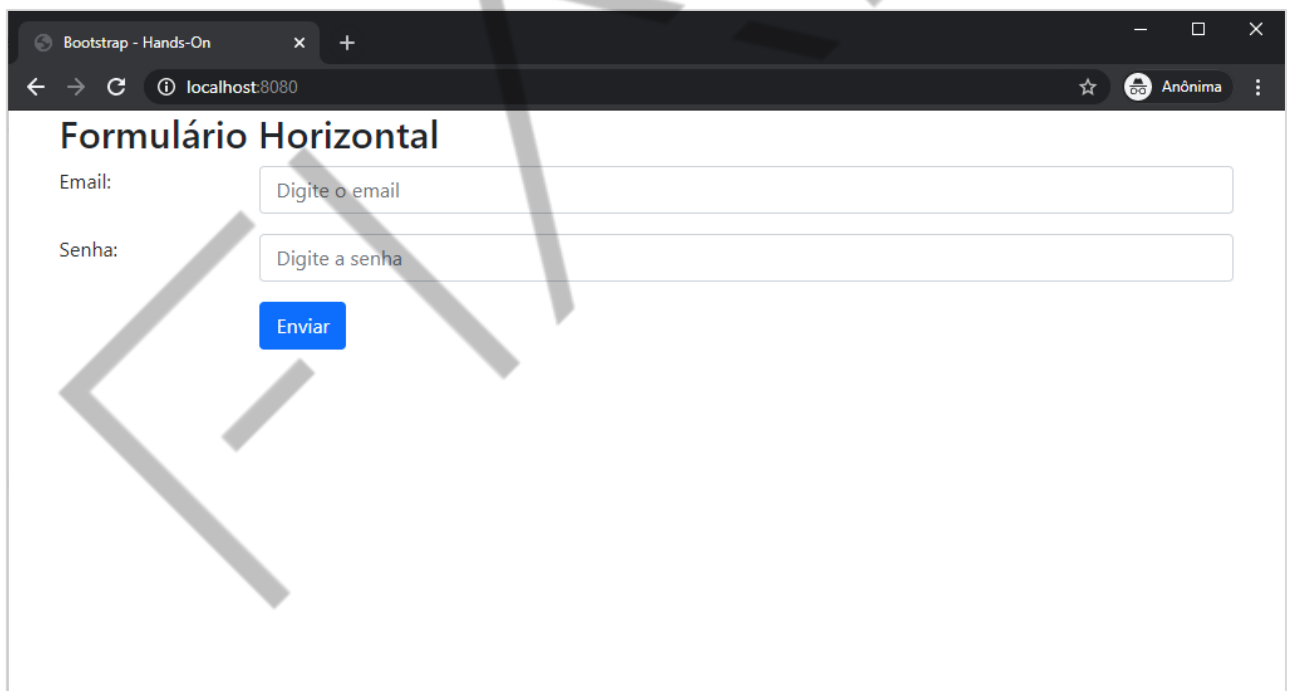 Bootstrap - Hands-On
localhost:8080
Anônima
Formulário Horizontal
Email:
Digite o email
Senha:
Digite a senha
Enviar